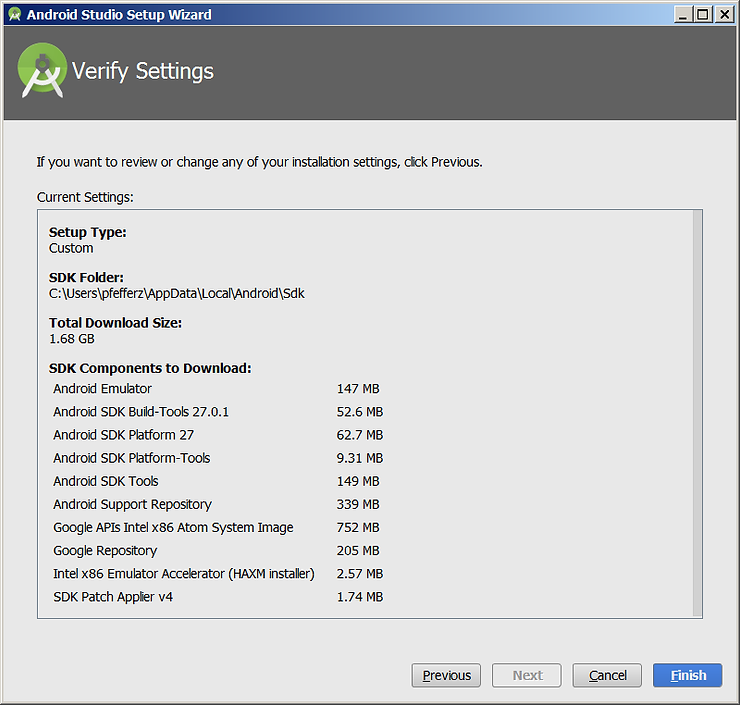 Android Studio Setup Wizard
Verify Settings
If you want to review or change any of your installation settings, click Previous.
Current Settings:
Setup Type:
Custom
SDK Folder:
C:\Users\pfefferz\AppData\Local\Android\Sdk
Total Download Size:
1.68 GB
SDK Components to Download:
Android Emulator 147 MB
Android SDK Build-Tools 27.0.1 52.6 MB
Android SDK Platform 27 62.7 MB
Android SDK Platform-Tools 9.31 MB
Android SDK Tools 149 MB
Android Support Repository 339 MB
Google APIs Intel x86 Atom System Image 752 MB
Google Repository 205 MB
Intel x86 Emulator Accelerator (HAXM installer) 2.57 MB
SDK Patch Applier v4 1.74 MB
Previous Next Cancel Finish